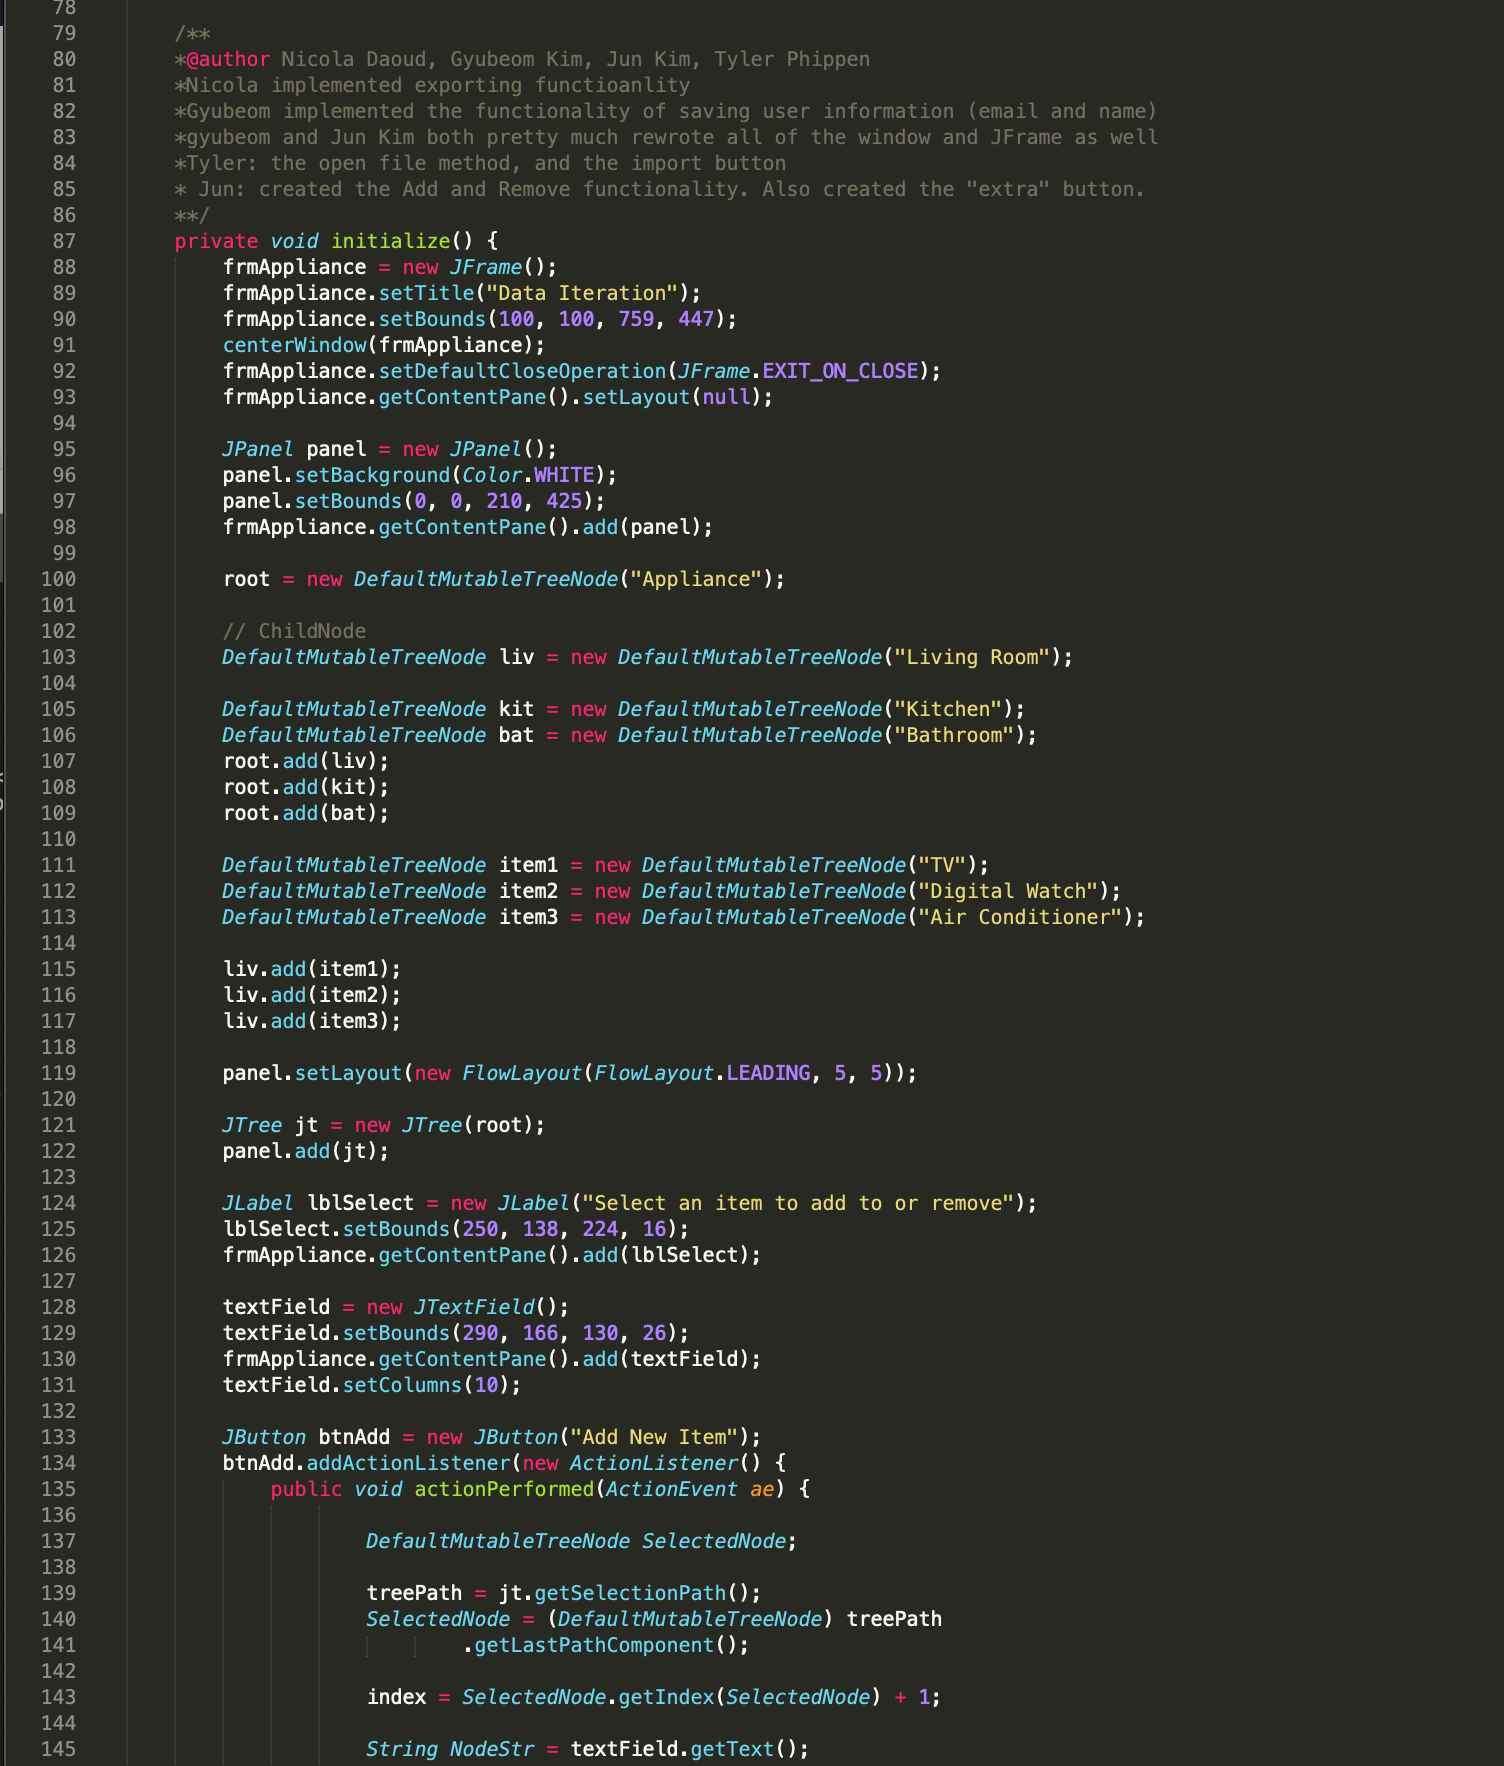 78
79 /**
80 *@author Nicola Daoud, Gyubeom Kim, Jun Kim, Tyler Phippen
81 *Nicola implemented exporting functioanlity
82 *Gyubeom implemented the functionality of saving user information (email and name)
83 *gyubeom and Jun Kim both pretty much rewrote all of the window and JFrame as well
84 *Tyler: the open file method, and the import button
85 * Jun: created the Add and Remove functionality. Also created the "extra" button.
86 **/
87 private void initialize() {
88 frmAppliance = new JFrame();
89 frmAppliance.setTitle("Data Iteration");
90 frmAppliance.setBounds(100, 100, 759, 447);
91 centerWindow(frmAppliance);
92 frmAppliance.setDefaultCloseOperation(JFrame.EXIT_ON_CLOSE);
93 frmAppliance.getContentPane().setLayout(null);
94
95 JPanel panel = new JPanel();
96 panel.setBackground(Color.WHITE);
97 panel.setBounds(0, 0, 210, 425);
98 frmAppliance.getContentPane().add(panel);
99
100 root = new DefaultMutableTreeNode("Appliance");
101
102 // ChildNode
103 DefaultMutableTreeNode liv = new DefaultMutableTreeNode("Living Room");
104
105 DefaultMutableTreeNode kit = new DefaultMutableTreeNode("Kitchen");
106 DefaultMutableTreeNode bat = new DefaultMutableTreeNode("Bathroom");
107 root.add(liv);
108 root.add(kit);
109 root.add(bat);
110
111 DefaultMutableTreeNode item1 = new DefaultMutableTreeNode("TV");
112 DefaultMutableTreeNode item2 = new DefaultMutableTreeNode("Digital Watch");
113 DefaultMutableTreeNode item3 = new DefaultMutableTreeNode("Air Conditioner");
114
115 liv.add(item1);
116 liv.add(item2);
117 liv.add(item3);
118
119 panel.setLayout(new FlowLayout(FlowLayout.LEADING, 5, 5));
120
121 JTree jt = new JTree(root);
122 panel.add(jt);
123
124 JLabel lblSelect = new JLabel("Select an item to add to or remove");
125 lblSelect.setBounds(250, 138, 224, 16);
126 frmAppliance.getContentPane().add(lblSelect);
127
128 textField = new JTextField();
129 textField.setBounds(290, 166, 130, 26);
130 frmAppliance.getContentPane().add(textField);
131 textField.setColumns(10);
132
133 JButton btnAdd = new JButton("Add New Item");
134 btnAdd.addActionListener(new ActionListener() {
135 public void actionPerformed(ActionEvent ae) {
136
137 DefaultMutableTreeNode SelectedNode;
138
139 treePath = jt.getSelectionPath();
140 SelectedNode = (DefaultMutableTreeNode) treePath
141 .getLastPathComponent();
142
143 index = SelectedNode.getIndex(SelectedNode) + 1;
144
145 String NodeStr = textField.getText();